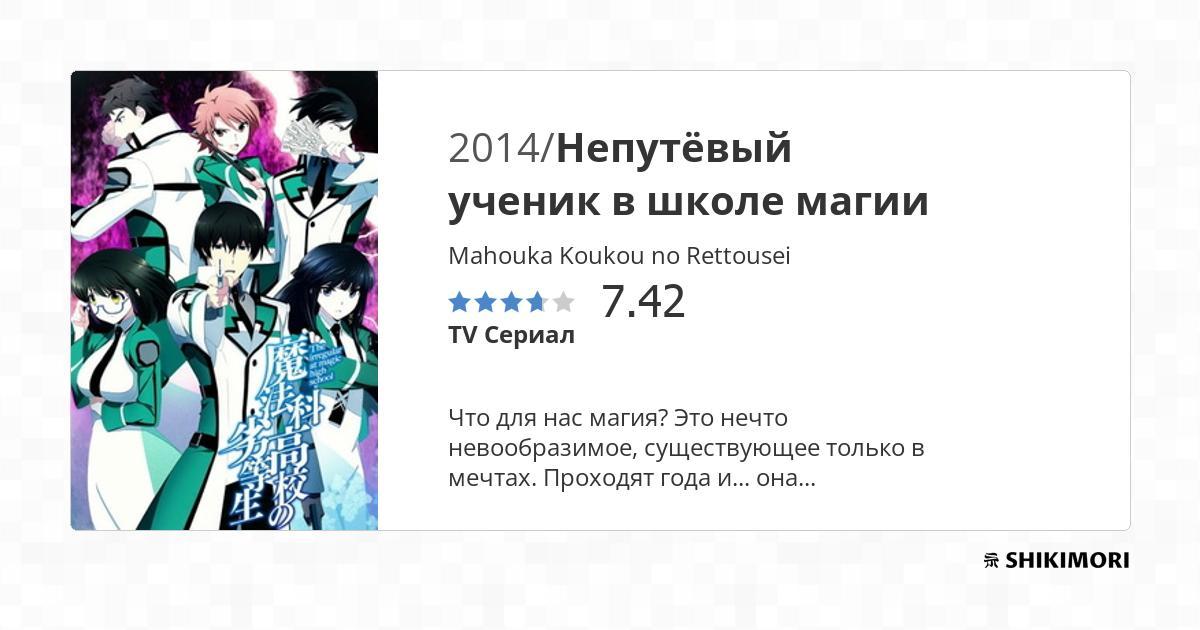 2014/Непутёвый
ученик в школе магии
Mahouka Koukou no Rettousei
7.42
TV Сериал
Что для нас магия? Это нечто
невообразимое, существующее только в
мечтах. Проходят года и... она...
魔法科高校の
劣等生
The
irregular
at magic
high
school
SHIKIMORI